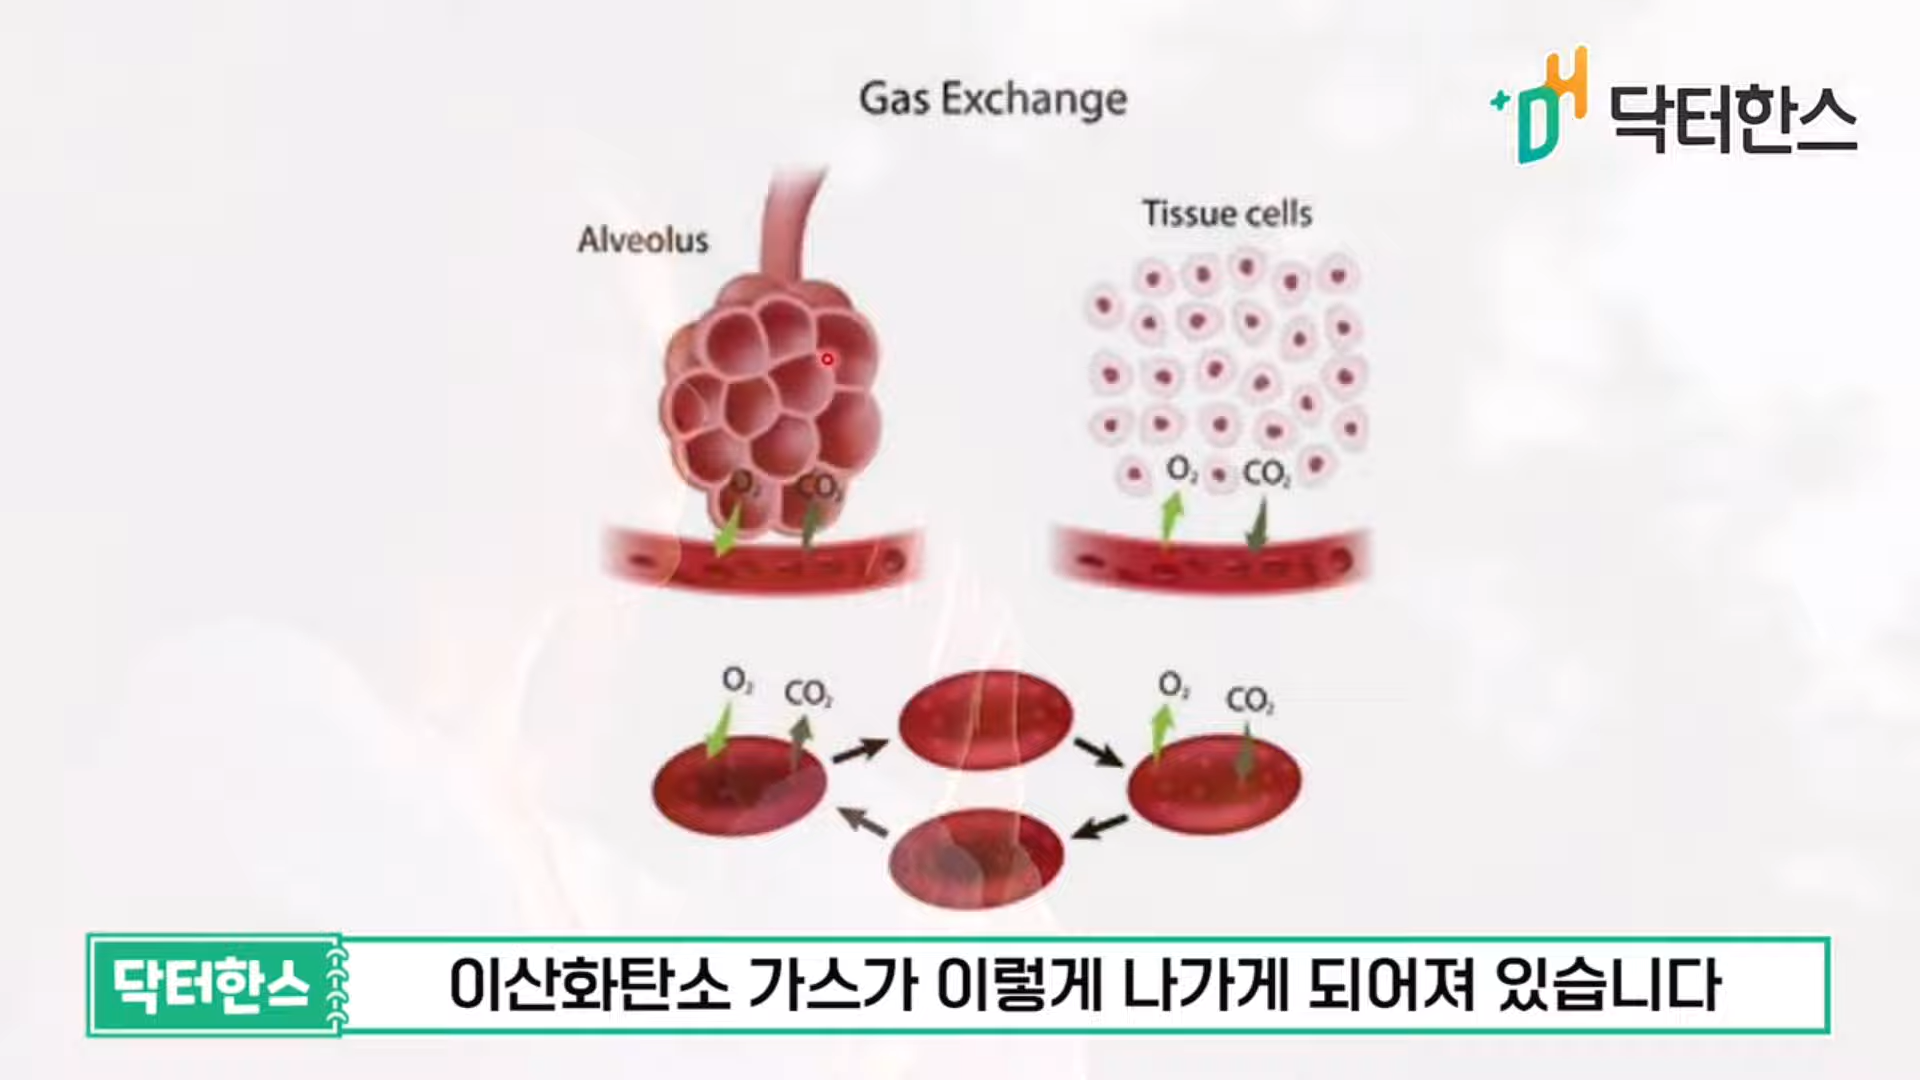 Gas Exchange
DH 닥터한스
Alveolus
Tissue cells
O₂ CO₂
O₂ CO₂
O₂ CO₂
O₂ CO₂
닥터한스
이산화탄소 가스가 이렇게 나가게 되어져 있습니다